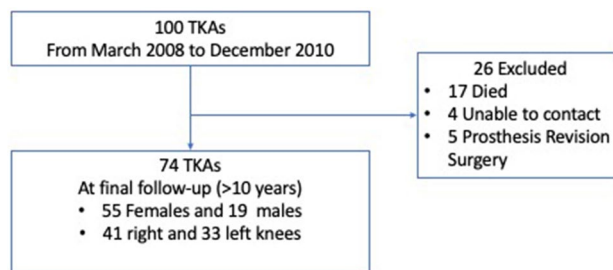 100 TKAs
From March 2008 to December 2010
26 Excluded
• 17 Died
• 4 Unable to contact
• 5 Prosthesis Revision
Surgery
74 TKAs
At final follow-up (>10 years)
• 55 Females and 19 males
• 41 right and 33 left knees